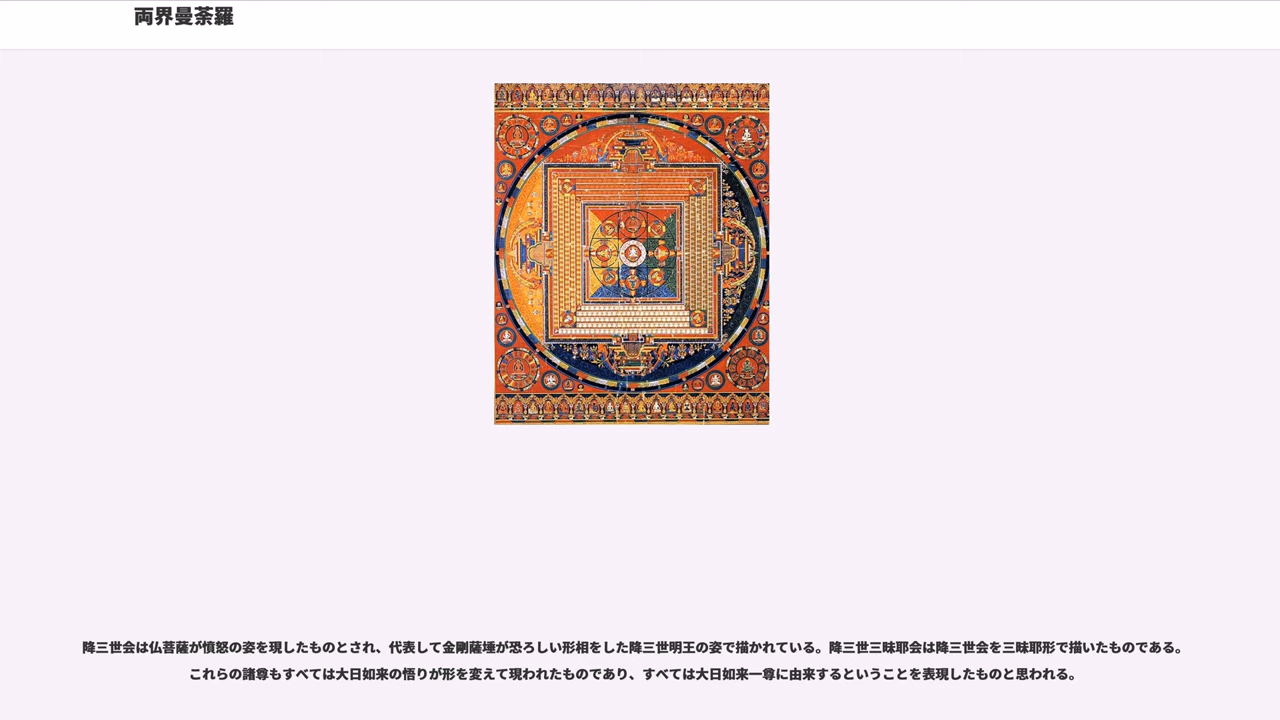 両界曼荼羅
降三世会は仏菩薩が憤怒の姿を現したものとされ、代表して金剛薩埵が恐ろしい形相をした降三世明王の姿で描かれている。降三世三昧耶会は降三世会を三昧耶形で描いたものである。
これらの諸尊もすべては大日如来の悟りが形を変えて現われたものであり、すべては大日如来一尊に由来するということを表現したものと思われる。